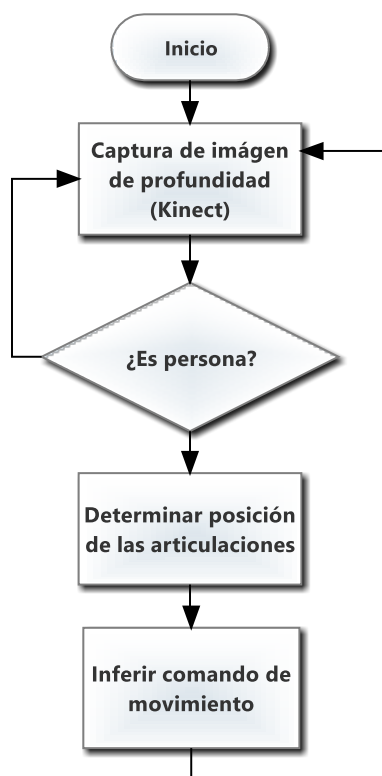 Inicio
Captura de imágen
de profundidad
(Kinect)
¿Es persona?
Determinar posición
de las articulaciones
Inferir comando de
movimiento